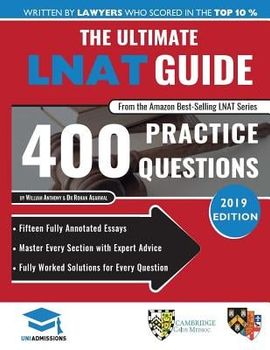 WRITTEN BY LAWYERS WHO SCORED IN THE TOP 10 %
THE ULTIMATE
LNAT GUIDE
From the Amazon Best-Selling LNAT Series
400 PRACTICE
QUESTIONS
BY WILLIAM ANTHONY & DR ROHAN AGARWAL
2019
EDITION
• Fifteen Fully Annotated Essays
• Master Every Section with Expert Advice
• Fully Worked Solutions for Every Question
UNIADMISSIONS
CAMBRIDGE